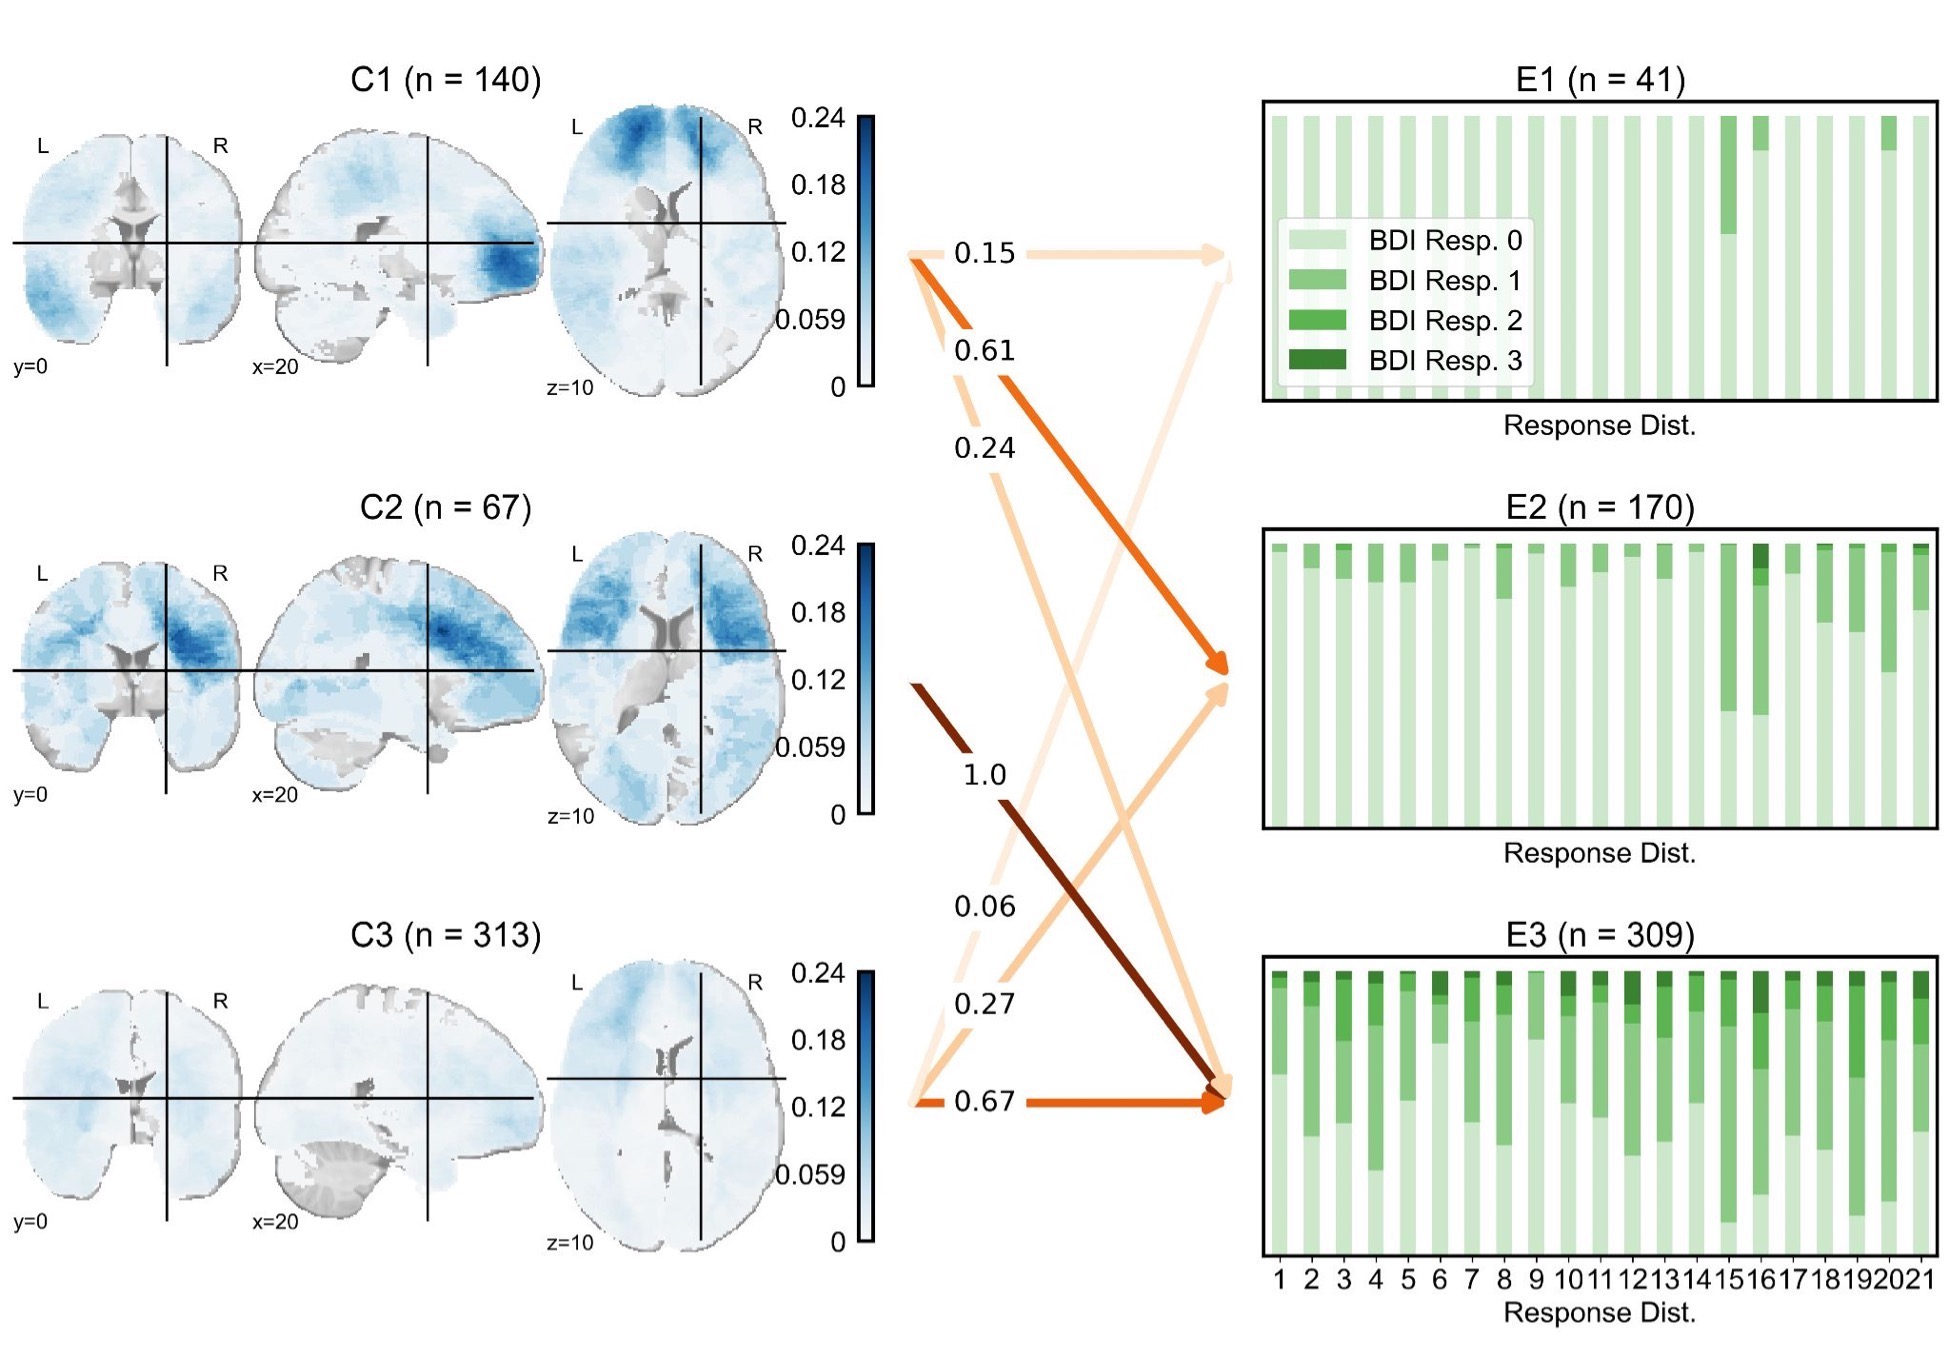 C1 (n = 140)
L
R
y=0
x=20
L
R
z=10
0.24
0.18
0.12
0.059
0
C2 (n = 67)
L
R
y=0
x=20
L
R
z=10
0.24
0.18
0.12
0.059
0
C3 (n = 313)
L
R
y=0
x=20
L
R
z=10
0.24
0.18
0.12
0.059
0
0.15
0.61
0.24
1.0
0.06
0.27
0.67
E1 (n = 41)
BDI Resp. 0
BDI Resp. 1
BDI Resp. 2
BDI Resp. 3
Response Dist.
E2 (n = 170)
Response Dist.
E3 (n = 309)
1 2 3 4 5 6 7 8 9 10 11 12 13 14 15 16 17 18 19 20 21
Response Dist.